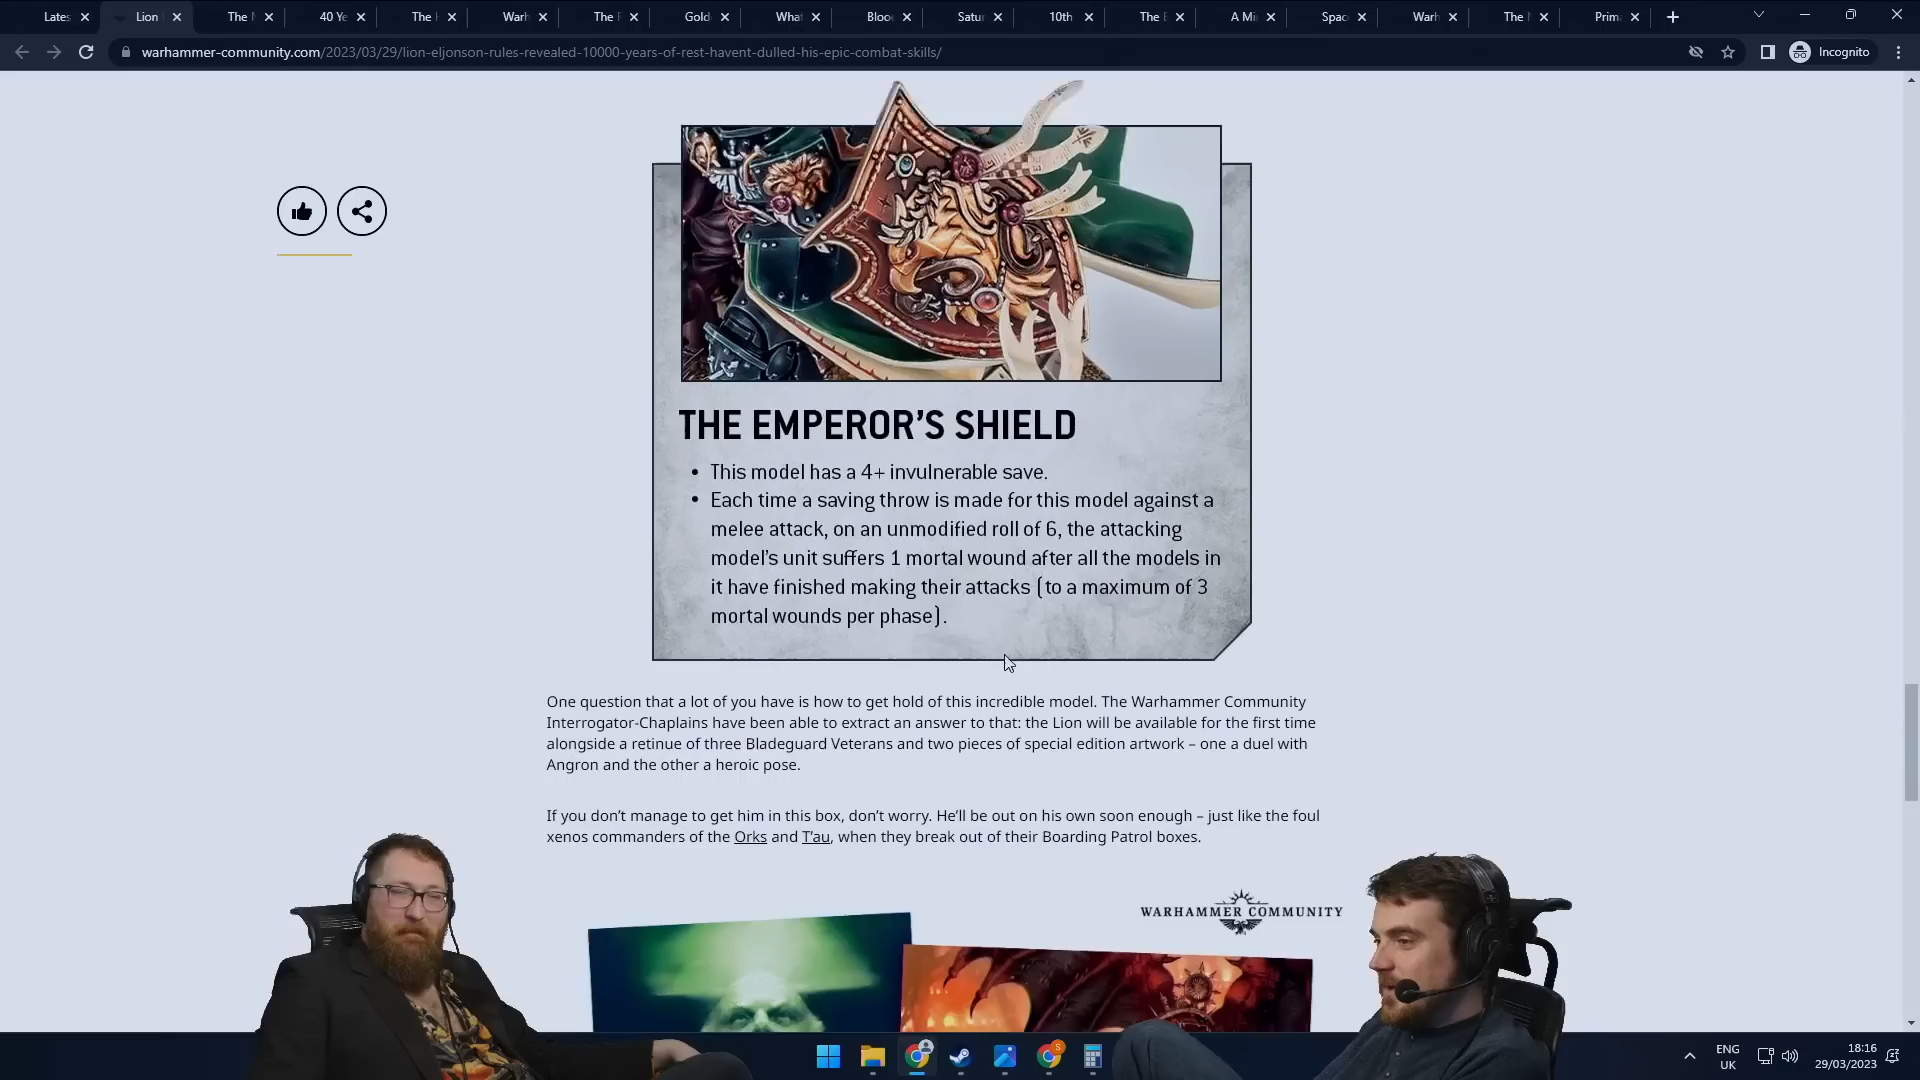 Lates
Lion
The
40 Ye
The
Warh
The
Gold
What
Bloo
Satu
10th
The
A Mi
Spac
Warh
The
Prim
warhammer-community.com/2023/03/29/lion-eljonson-rules-revealed-10000-years-of-rest-havent-dulled-his-epic-combat-skills/
Incognito
THE EMPEROR’S SHIELD
• This model has a 4+ invulnerable save.
• Each time a saving throw is made for this model against a
melee attack, on an unmodified roll of 6, the attacking
model’s unit suffers 1 mortal wound after all the models in
it have finished making their attacks (to a maximum of 3
mortal wounds per phase).
One question that a lot of you have is how to get hold of this incredible model. The Warhammer Community
Interrogator-Chaplains have been able to extract an answer to that: the Lion will be available for the first time
alongside a retinue of three Bladeguard Veterans and two pieces of special edition artwork – one a duel with
Angron and the other a heroic pose.
If you don’t manage to get him in this box, don’t worry. He’ll be out on his own soon enough – just like the foul
xenos commanders of the Orks and T’au, when they break out of their Boarding Patrol boxes.
WARHAMMER COMMUNITY
ENG
UK
18:16
29/03/2023